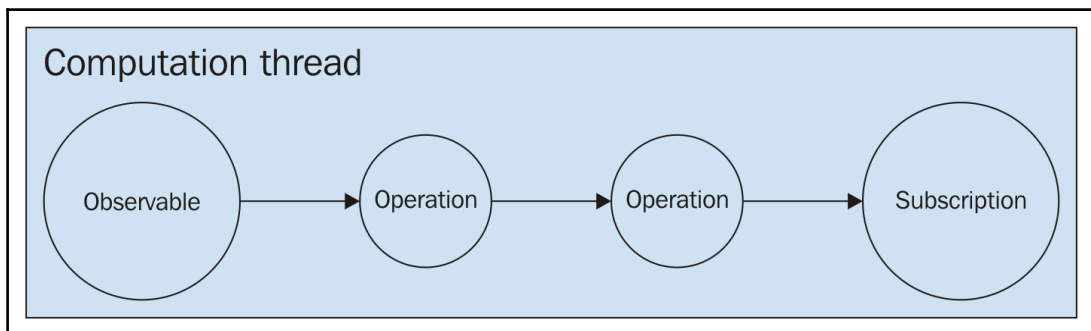 Computation thread
Observable
Operation
Operation
Subscription